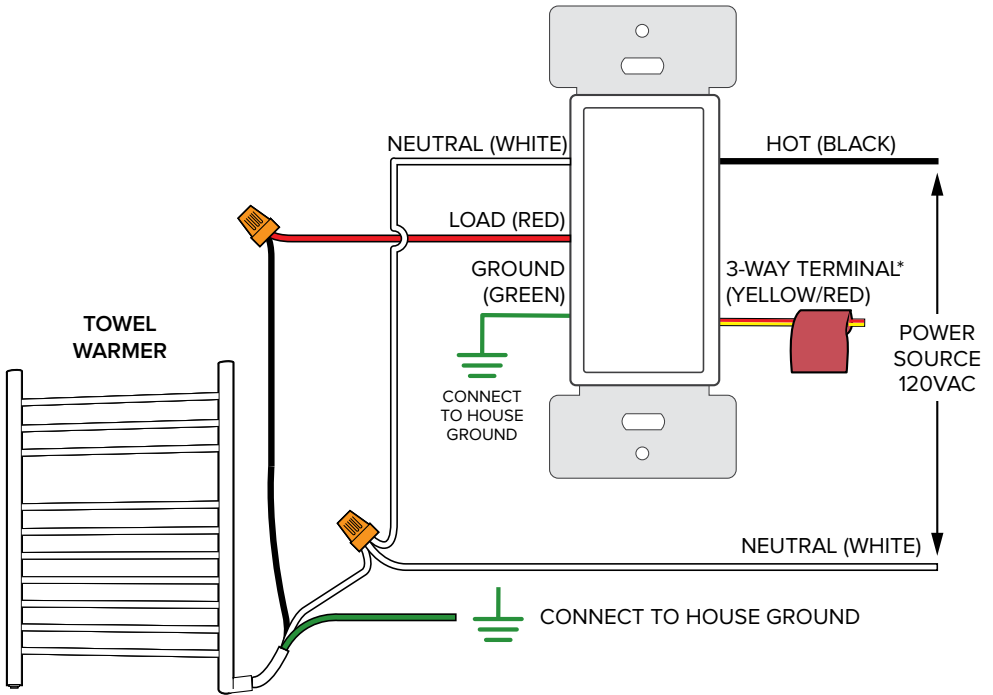 NEUTRAL (WHITE)
HOT (BLACK)
LOAD (RED)
GROUND
(GREEN)
3-WAY TERMINAL*
(YELLOW/RED)
TOWEL
WARMER
POWER
SOURCE
120VAC
CONNECT
TO HOUSE
GROUND
NEUTRAL (WHITE)
CONNECT TO HOUSE GROUND